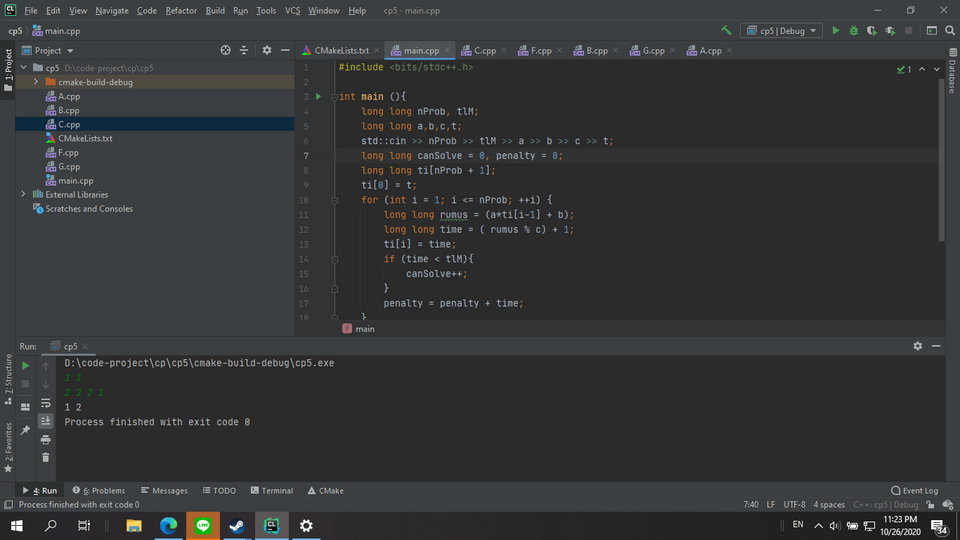 File Edit View Navigate Code Refactor Build Run Tools VCS Window Help cp5 - main.cpp
cp5 main.cpp
cp5 | Debug
Project
CMakeLists.txt main.cpp C.cpp F.cpp B.cpp G.cpp A.cpp
1: Project
Database
cp5 D:\code-project\cp\cp5
cmake-build-debug
A.cpp
B.cpp
C.cpp
CMakeLists.txt
F.cpp
G.cpp
main.cpp
External Libraries
Scratches and Consoles
1
1 #include <bits/stdc++.h>
2
3 int main (){
4 long long nProb, tlM;
5 long long a,b,c,t;
6 std::cin >> nProb >> tlM >> a >> b >> c >> t;
7 long long canSolve = 0, penalty = 0;
8 long long ti[nProb + 1];
9 ti[0] = t;
10 for (int i = 1; i <= nProb; ++i) {
11 long long rumus = (a*ti[i-1] + b);
12 long long time = ( rumus % c) + 1;
13 ti[i] = time;
14 if (time < tlM){
15 canSolve++;
16 }
17 penalty = penalty + time;
18 }
f main
Run: cp5
D:\code-project\cp\cp5\cmake-build-debug\cp5.exe
1 3
2 2 2 1
1 2
Process finished with exit code 0
7: Structure
2: Favorites
4: Run 6: Problems Messages TODO Terminal CMake Event Log
Process finished with exit code 0 7:40 LF UTF-8 4 spaces C++: cp5 | Debug
EN 11:23 PM
10/26/2020
34